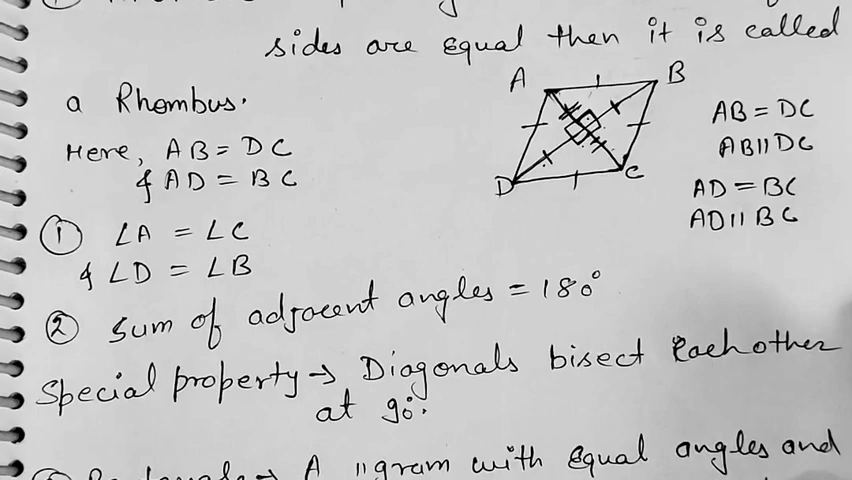 sides are equal then it is called
a Rhombus.
Here, AB = DC
& AD = BC
A
B
C
D
AB = DC
AB || DC
AD = BC
AD || BC
① ∠A = ∠C
& ∠D = ∠B
② Sum of adjacent angles = 180°
Special property → Diagonals bisect Each other
at 90°.
A ||gram with equal angles and